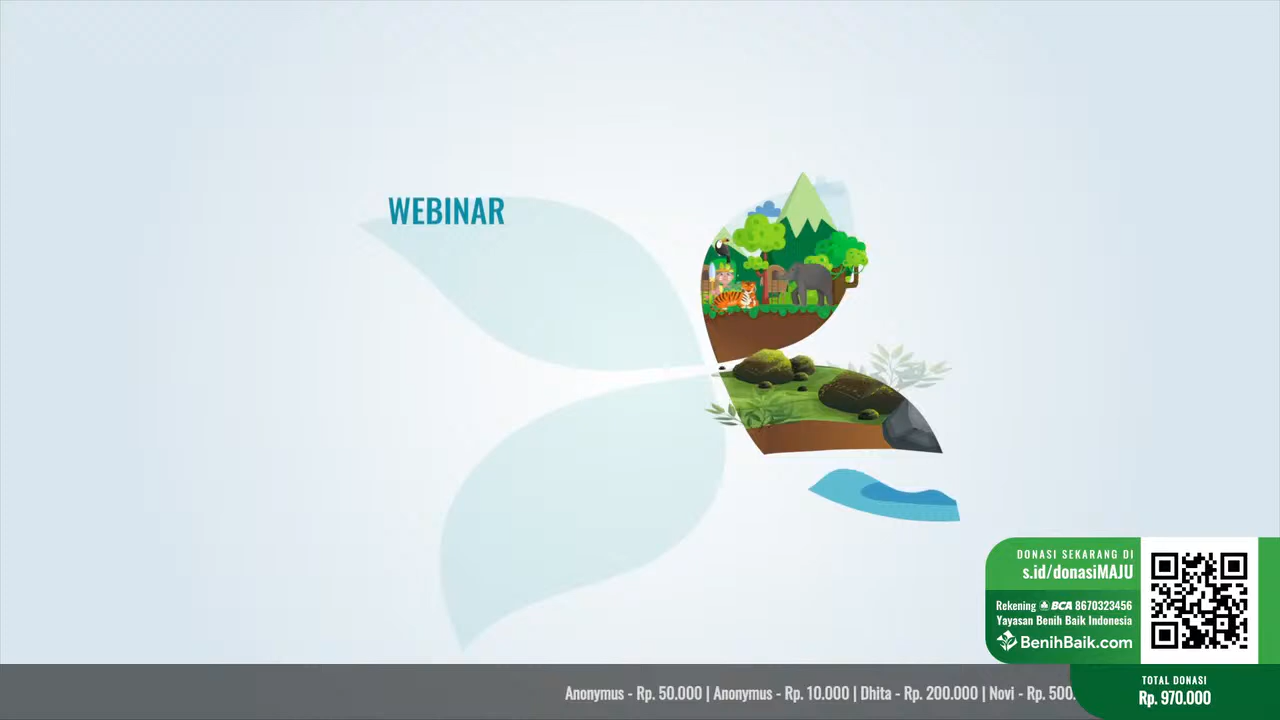 WEBINAR
DONASI SEKARANG DI
s.id/donasiMAJU
Rekening BCA 8670323456
Yayasan Benih Baik Indonesia
BenihBaik.com
TOTAL DONASI
Anonymus - Rp. 50.000 | Anonymus - Rp. 10.000 | Dhita - Rp. 200.000 | Novi - Rp. 500.
Rp. 970.000